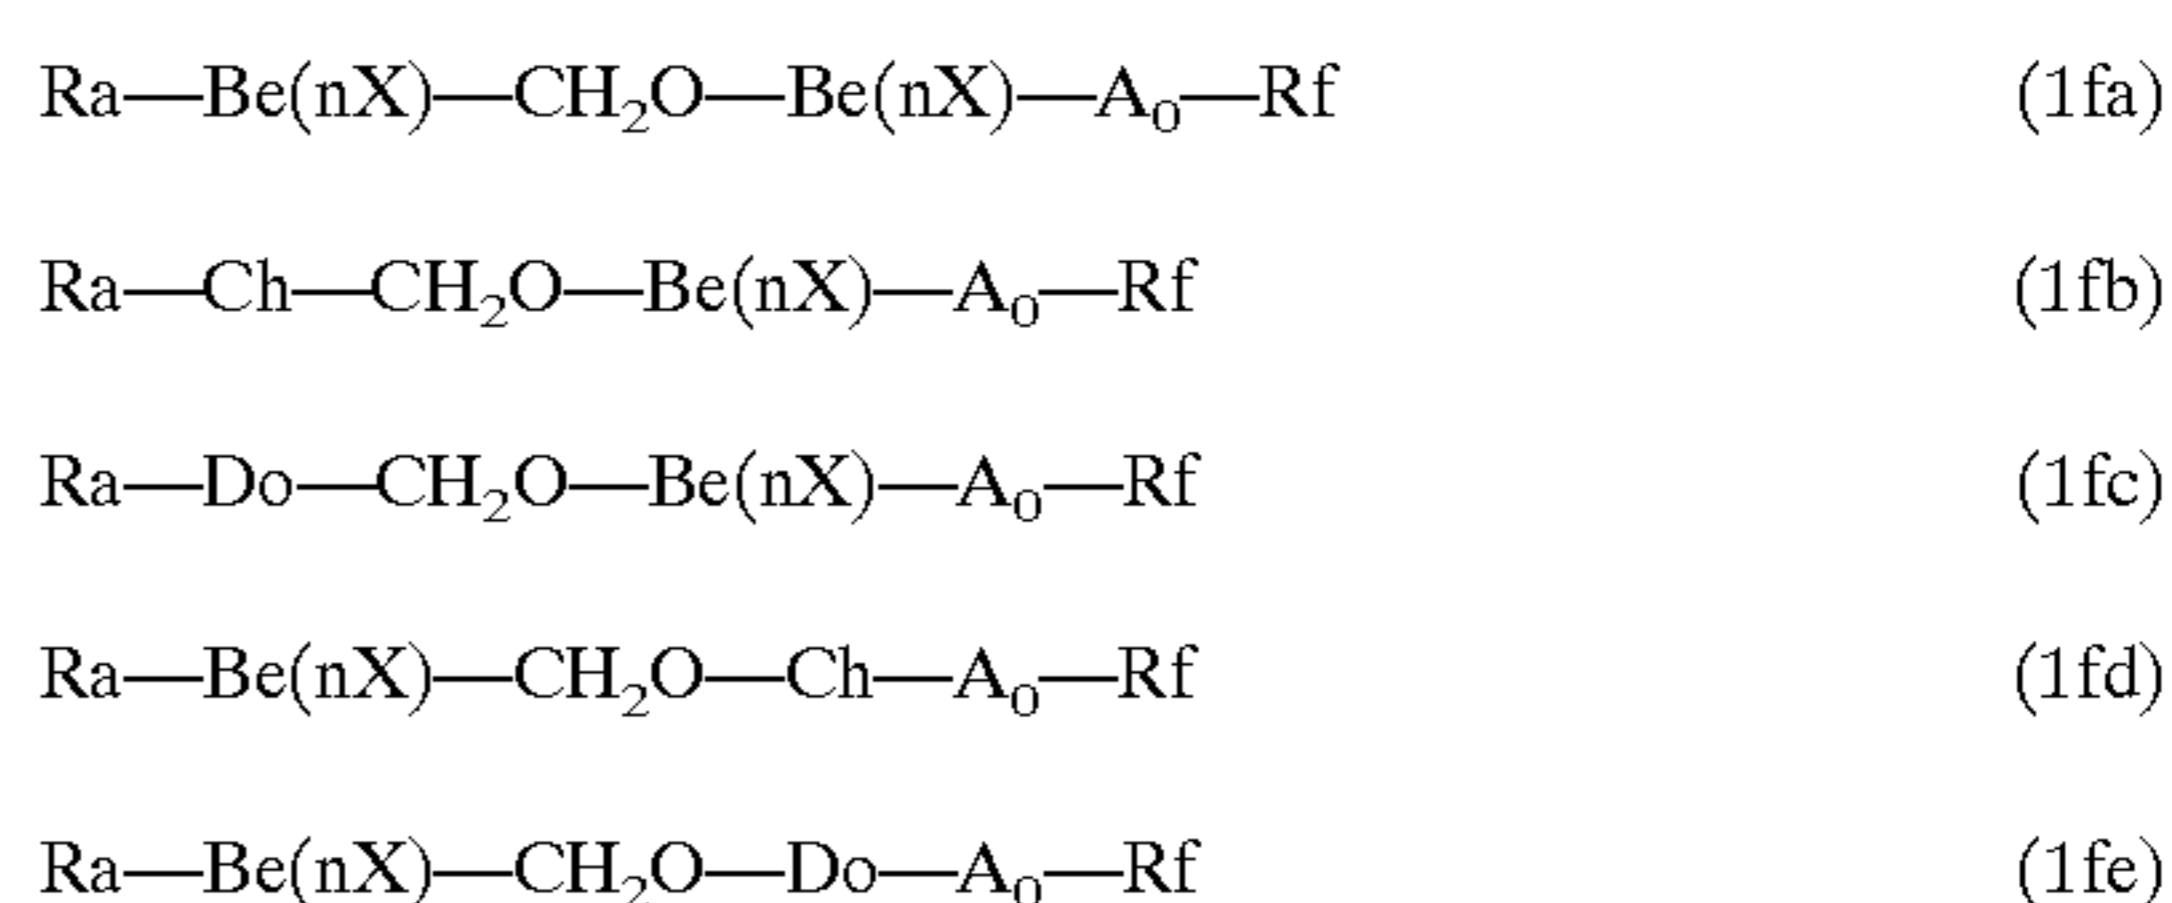 Ra—Be(nX)—CH₂O—Be(nX)—A₀—Rf (1fa)
Ra—Ch—CH₂O—Be(nX)—A₀—Rf (1fb)
Ra—Do—CH₂O—Be(nX)—A₀—Rf (1fc)
Ra—Be(nX)—CH₂O—Ch—A₀—Rf (1fd)
Ra—Be(nX)—CH₂O—Do—A₀—Rf (1fe)